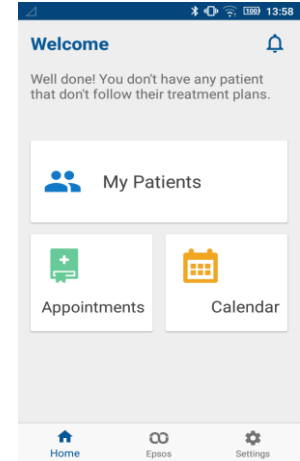 100 13:58
Welcome
Well done! You don't have any patient
that don't follow their treatment plans.
My Patients
Appointments
Calendar
Home
Epsos
Settings